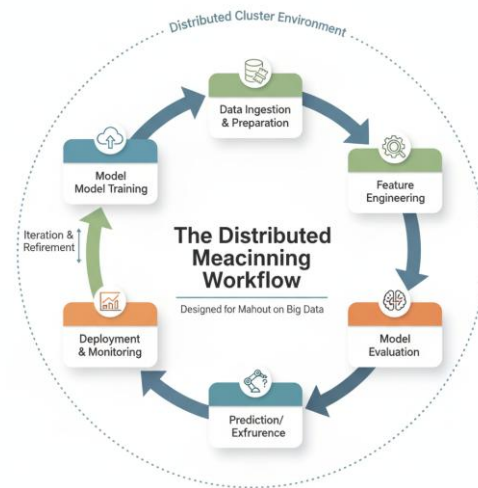 Distributed Cluster Environment
Data Ingestion
& Preparation
Model
Model Training
Feature
Engineering
Iteration &
Refirement
The Distributed
Meacinning
Workflow
Designed for Mahout on Big Data
Deployment
& Monitoring
Model
Evaluation
Prediction/
Exfrurence